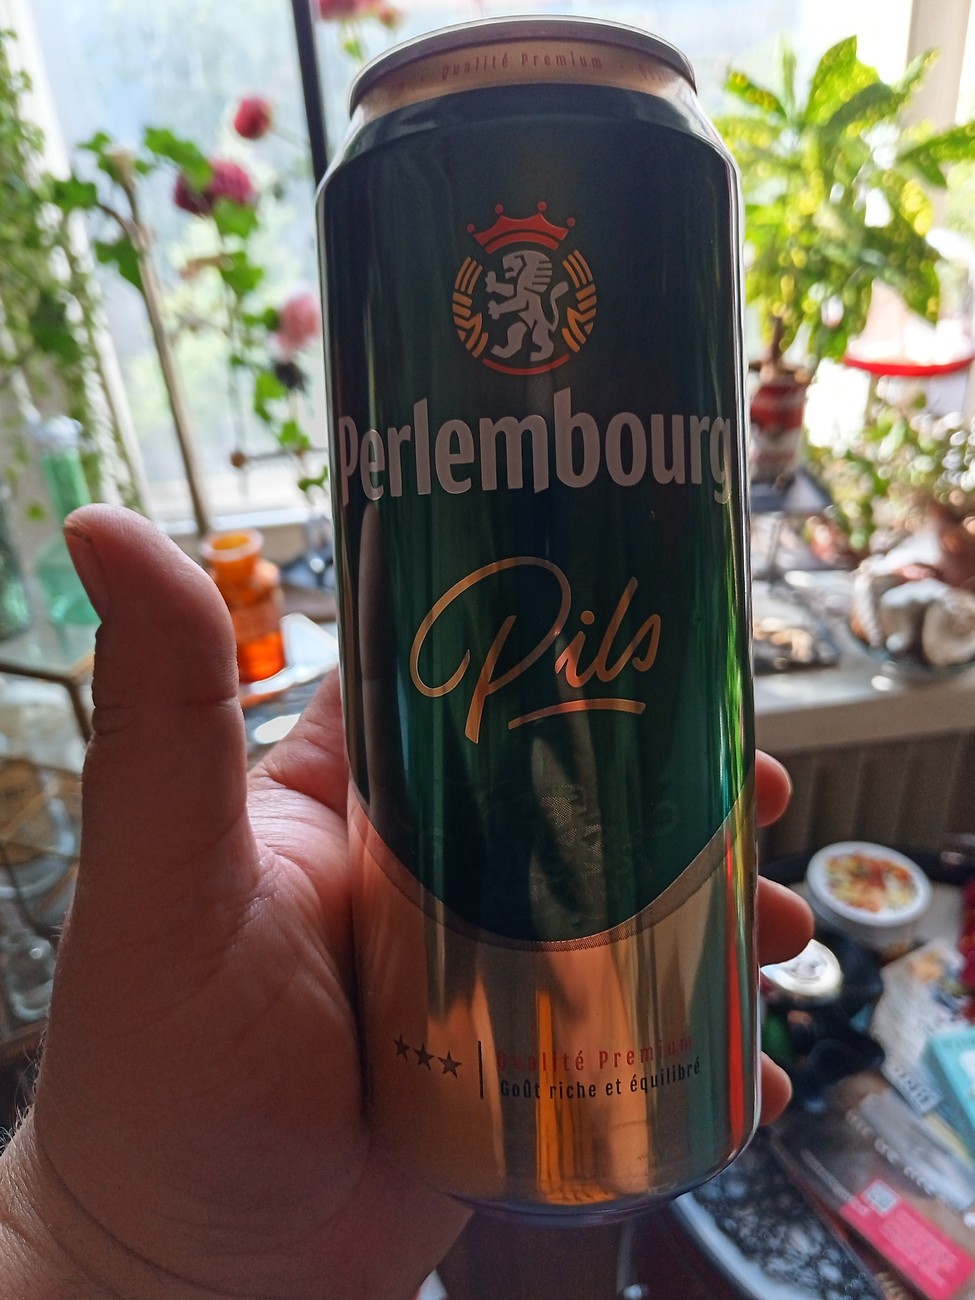 Qualité Premium
Perlembourg
Pils
Qualité Premium
Goût riche et équilibré